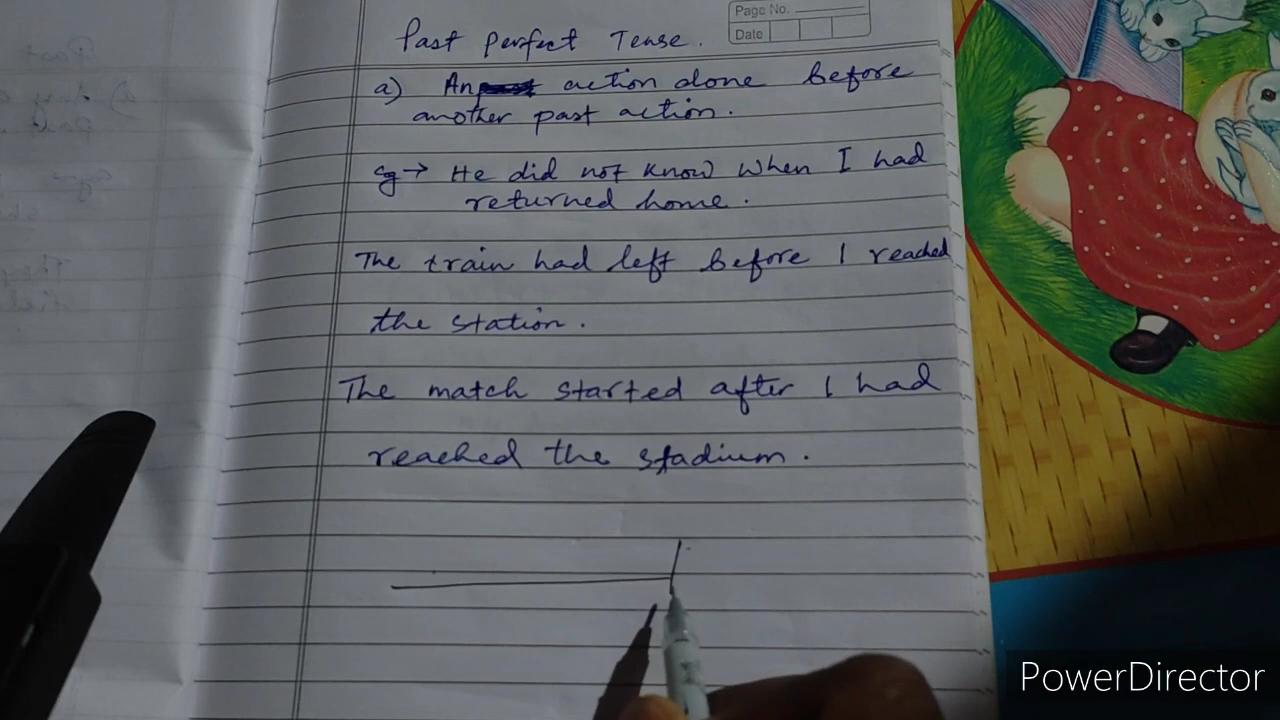 Page No.
Date
Past Perfect Tense.
a) An action done before
another past action.
eg → He did not know when I had
returned home.
The train had left before I reached
the station.
The match started after I had
reached the stadium.
PowerDirector